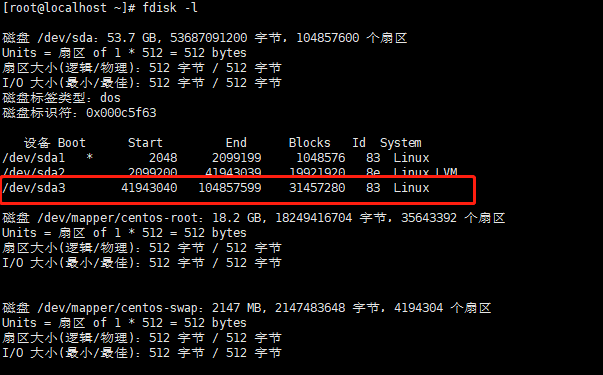 [root@localhost ~]# fdisk -l
磁盘 /dev/sda：53.7 GB, 53687091200 字节，104857600 个扇区
Units = 扇区 of 1 * 512 = 512 bytes
扇区大小(逻辑/物理)：512 字节 / 512 字节
I/O 大小(最小/最佳)：512 字节 / 512 字节
磁盘标签类型：dos
磁盘标识符：0x000c5f63
设备 Boot Start End Blocks Id System
/dev/sda1 * 2048 2099199 1048576 83 Linux
/dev/sda2 2099200 41943039 19921920 8e Linux LVM
/dev/sda3 41943040 104857599 31457280 83 Linux
磁盘 /dev/mapper/centos-root：18.2 GB, 18249416704 字节，35643392 个扇区
Units = 扇区 of 1 * 512 = 512 bytes
扇区大小(逻辑/物理)：512 字节 / 512 字节
I/O 大小(最小/最佳)：512 字节 / 512 字节
磁盘 /dev/mapper/centos-swap：2147 MB, 2147483648 字节，4194304 个扇区
Units = 扇区 of 1 * 512 = 512 bytes
扇区大小(逻辑/物理)：512 字节 / 512 字节
I/O 大小(最小/最佳)：512 字节 / 512 字节